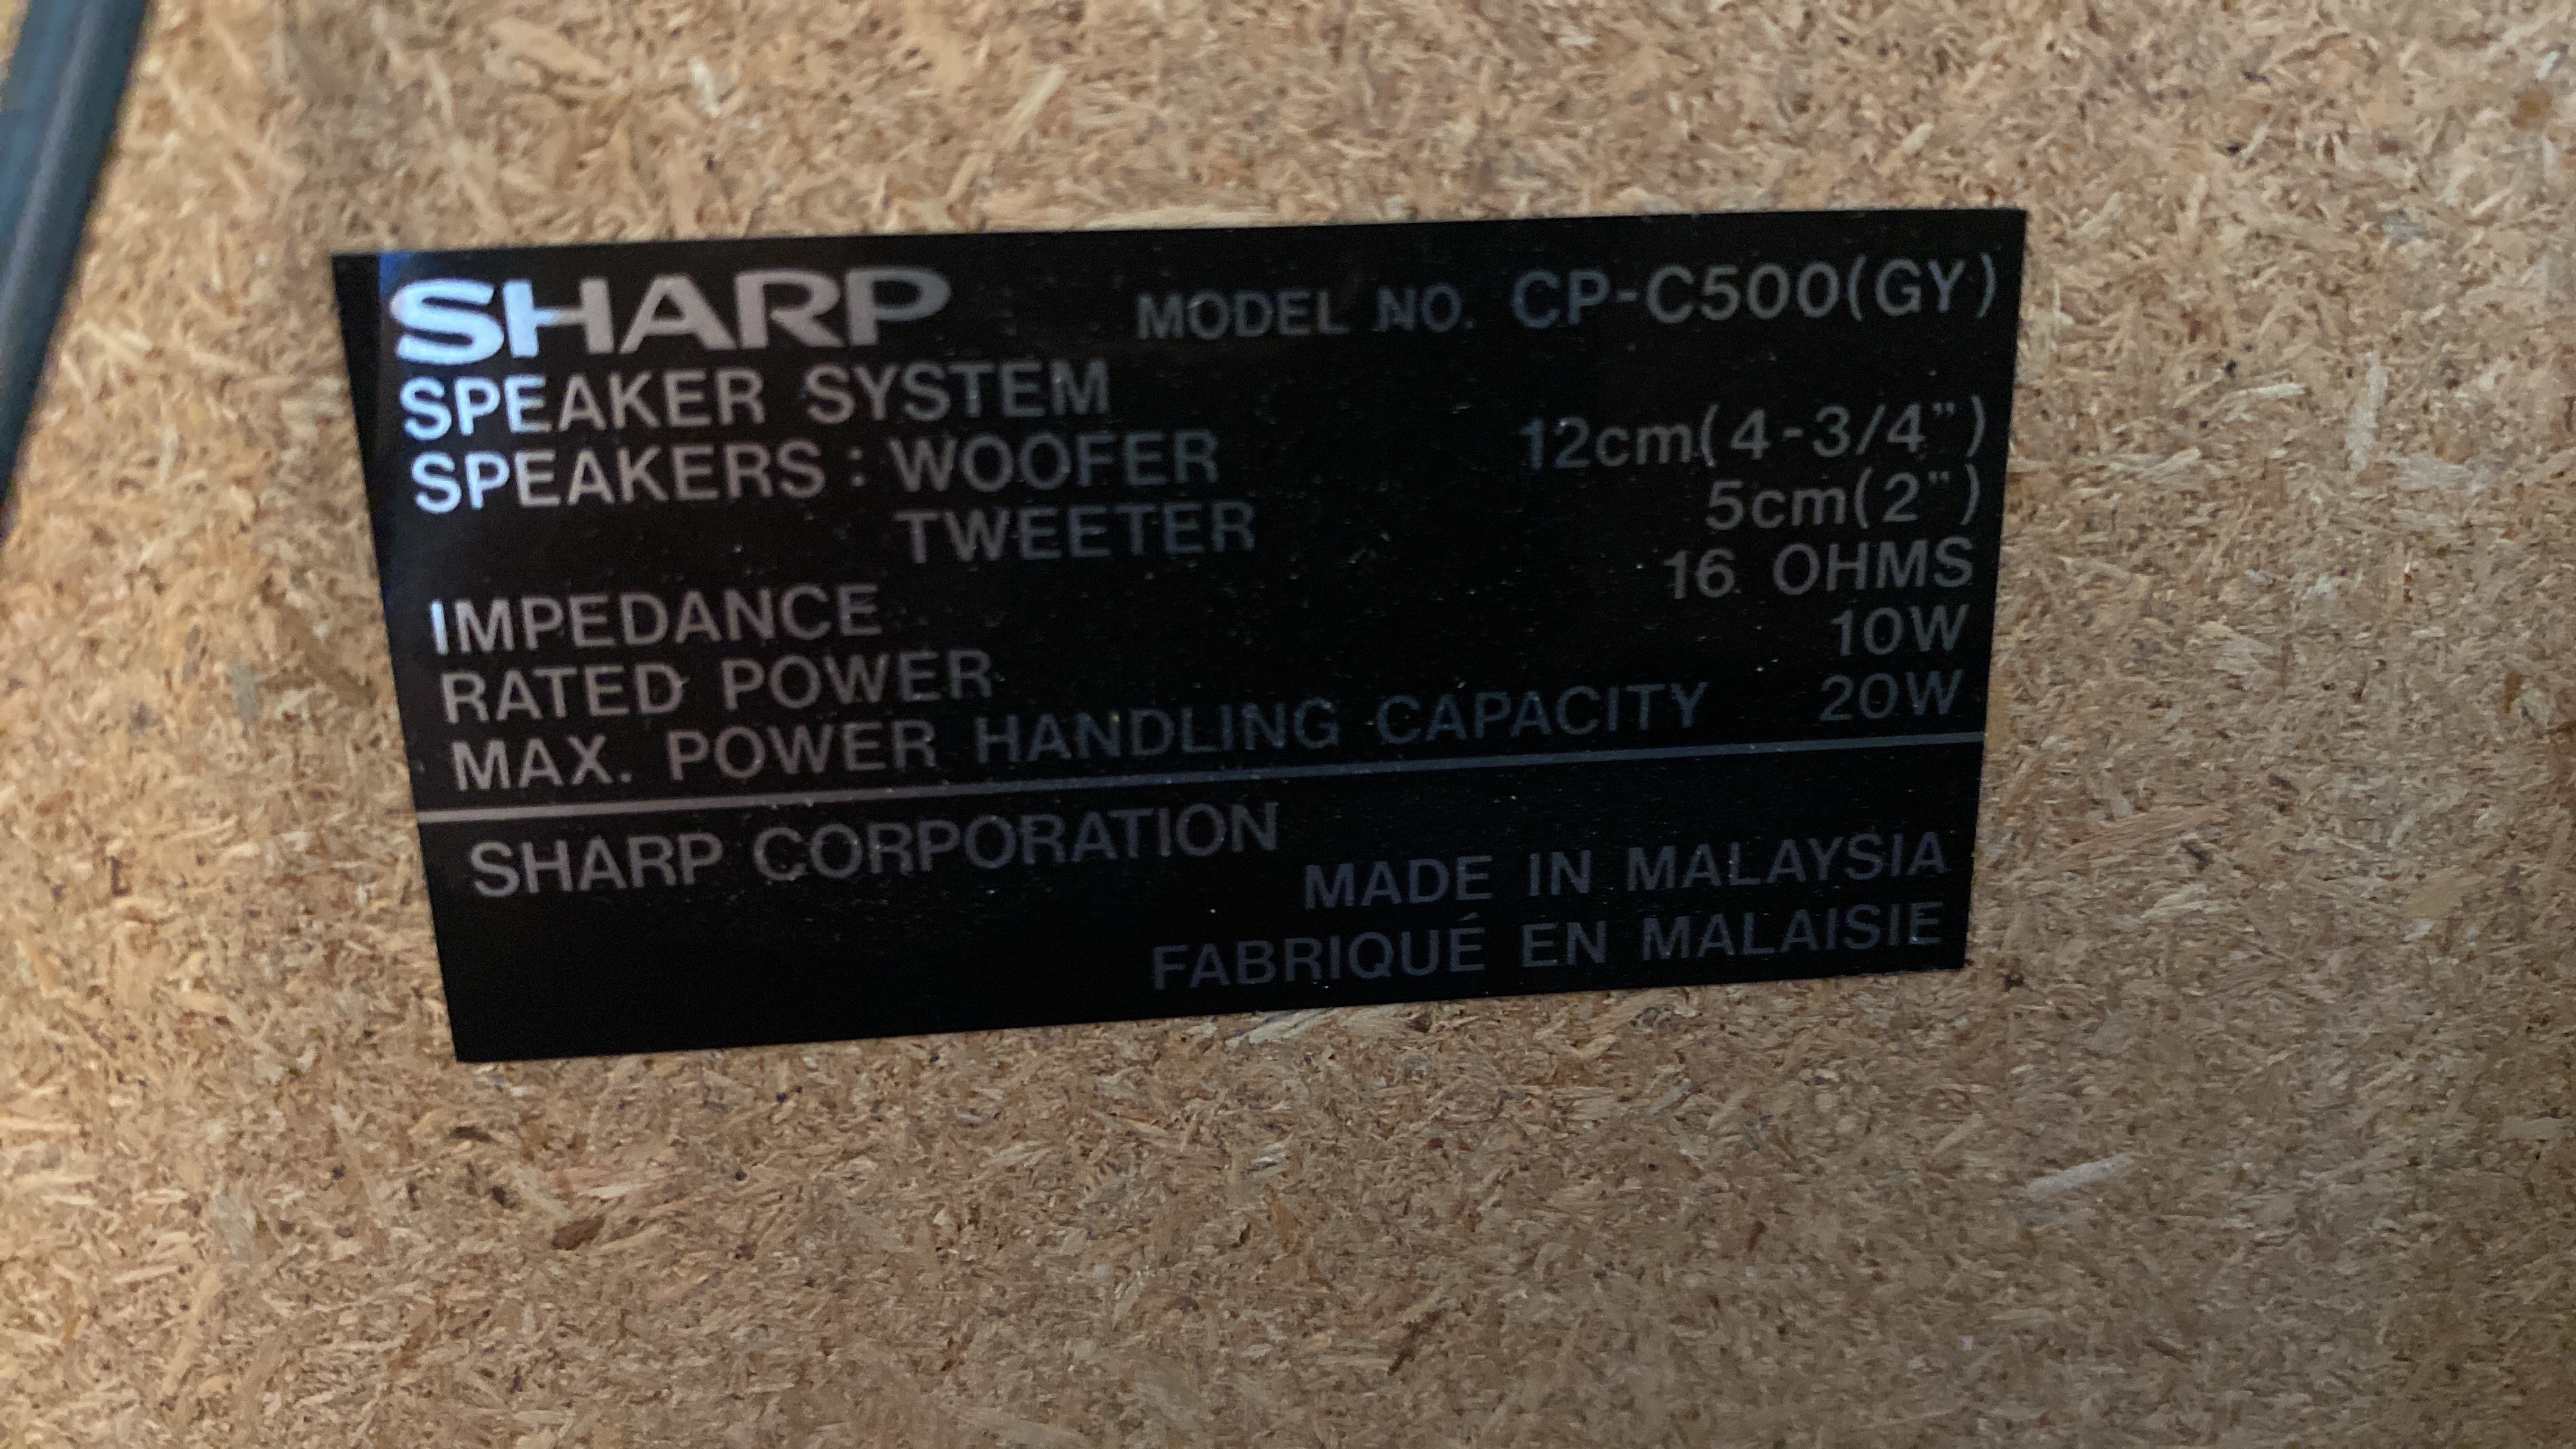 SHARP MODEL NO. CP-C500(GY)
SPEAKER SYSTEM
SPEAKERS : WOOFER 12cm(4-3/4")
TWEETER 5cm(2")
IMPEDANCE 16 OHMS
RATED POWER 10W
MAX. POWER HANDLING CAPACITY 20W
SHARP CORPORATION
MADE IN MALAYSIA
FABRIQUÉ EN MALAISIE